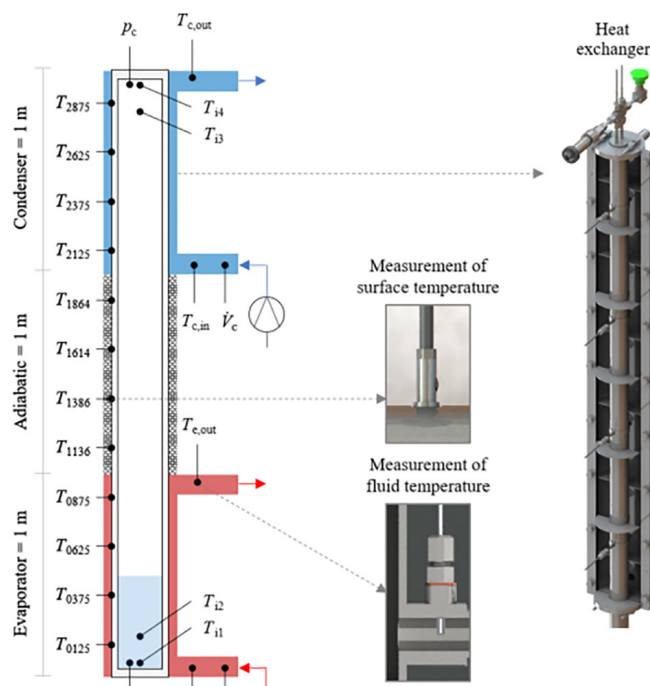 p_c
T_c,out
Heat
exchanger
Condenser = 1 m
T_2875
T_2625
T_2375
T_2125
T_i4
T_i3
T_c,in
V̇_c
Adiabatic = 1 m
T_1864
T_1614
T_1386
T_1136
Measurement of
surface temperature
T_e,out
Measurement of
fluid temperature
Evaporator = 1 m
T_0875
T_0625
T_0375
T_0125
T_i2
T_i1